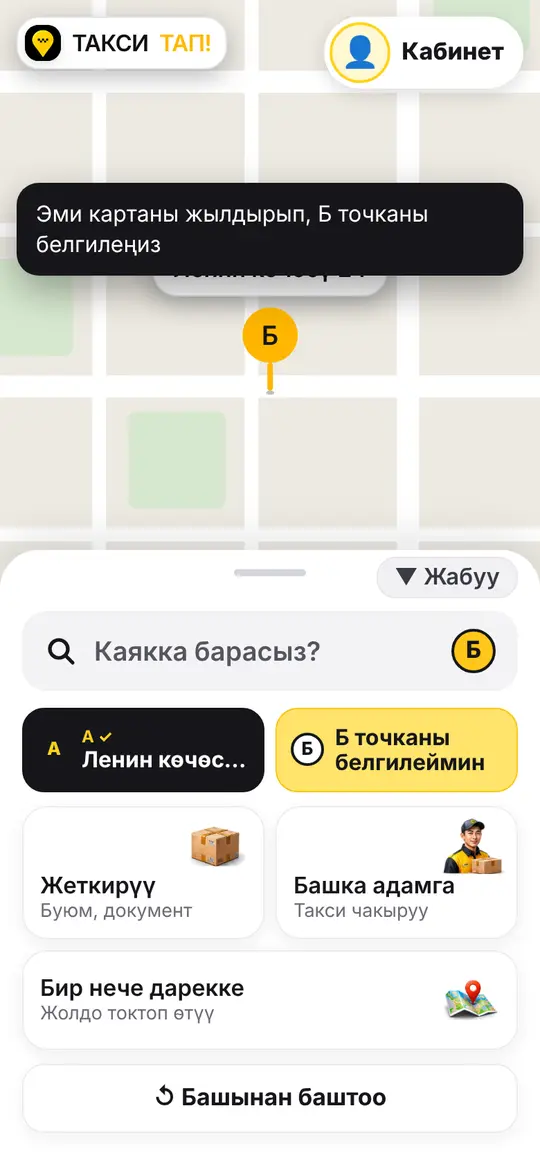 ТАКСИ ТАП!
Кабинет
Эми картаны жылдырып, Б точканы
белгилеңиз
Б
▼ Жабуу
Каякка барасыз?
Б
А
А ✓
Ленин көчөс...
Б
Б точканы
белгилеймин
Жеткирүү
Буюм, документ
Башка адамга
Такси чакыруу
Бир нече дарекке
Жолдо токтоп өтүү
Башынан баштоо